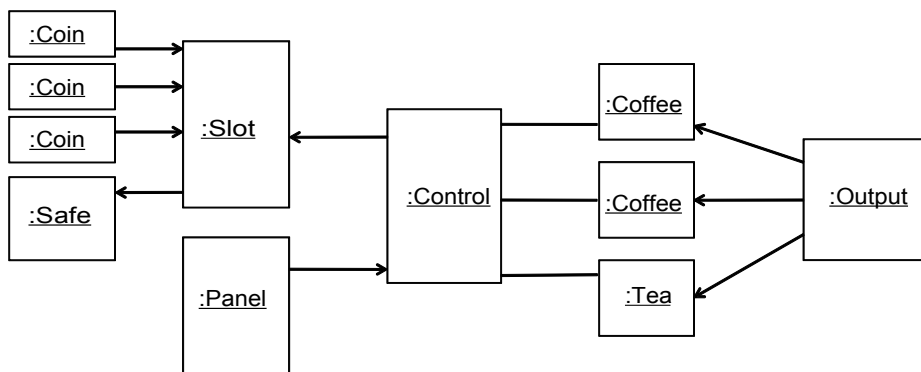 :Coin
:Coin
:Coin
:Safe
:Slot
:Panel
:Control
:Coffee
:Coffee
:Tea
:Output